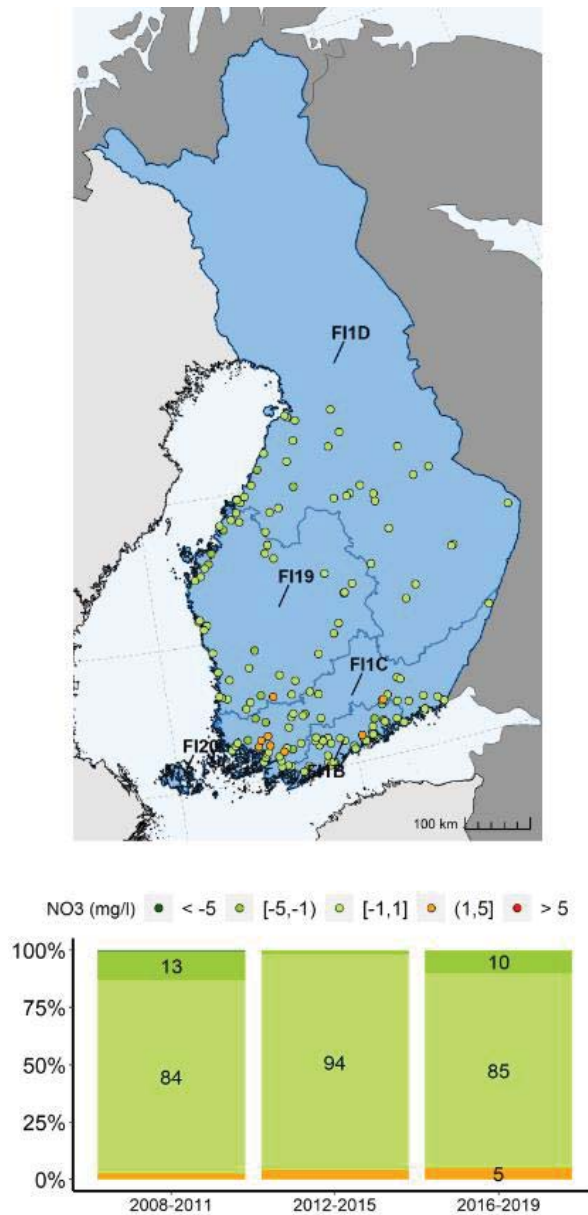 FI1D
FI19
FI1C
FI20
FI1B
100 km
NO3 (mg/l) < -5 [-5,-1) [-1,1] (1,5] > 5
100%
13
10
75%
84
94
85
50%
25%
5
0%
2008-2011 2012-2015 2016-2019